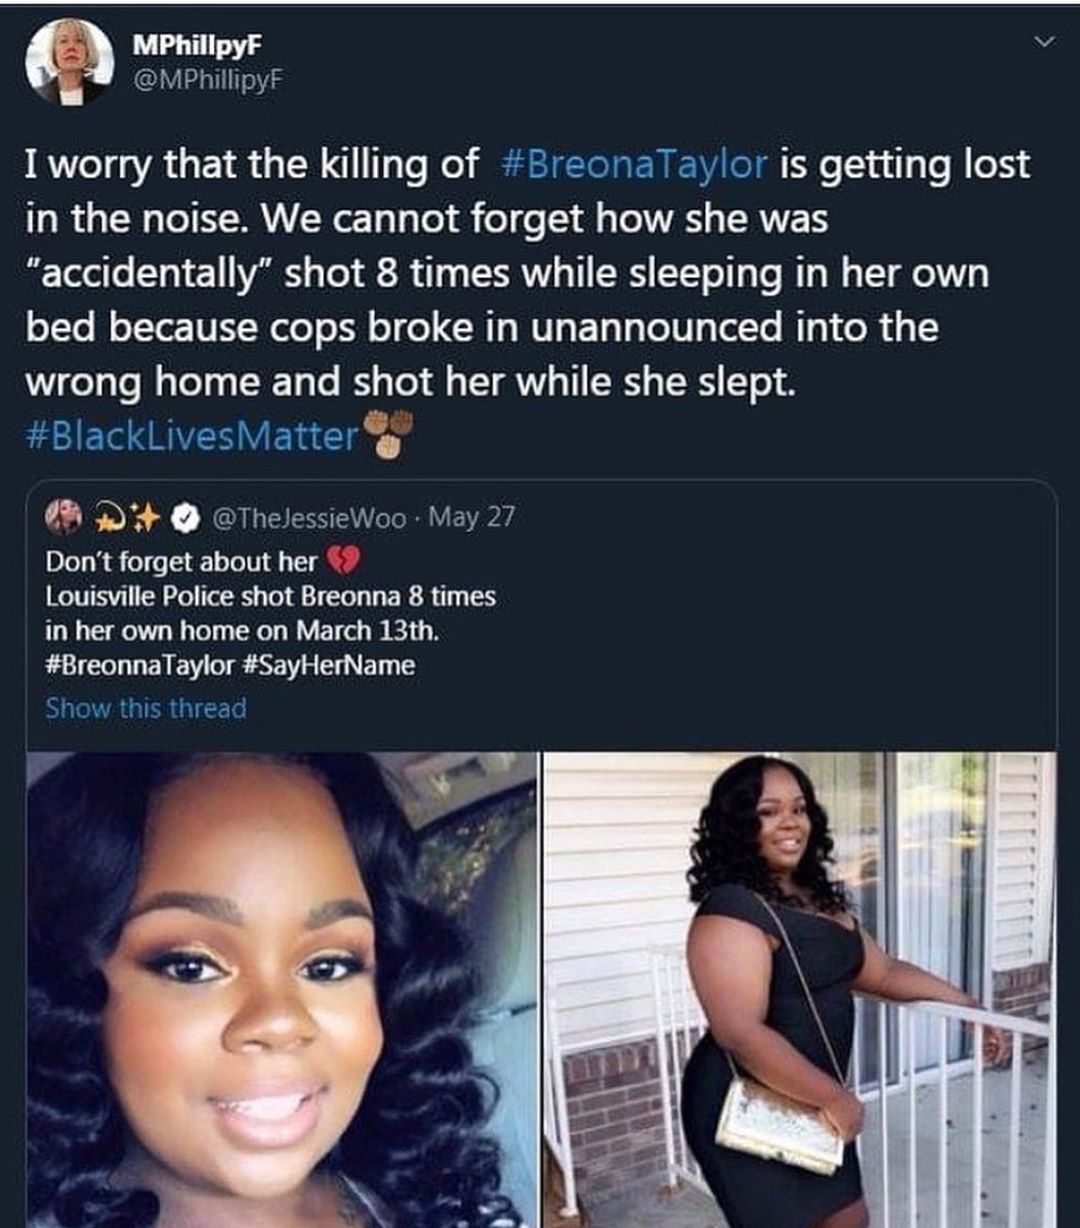 MPhillpyF
@MPhillipyF
I worry that the killing of #BreonaTaylor is getting lost
in the noise. We cannot forget how she was
"accidentally" shot 8 times while sleeping in her own
bed because cops broke in unannounced into the
wrong home and shot her while she slept.
#BlackLivesMatter✊🏽✊🏾✊🏼
💫✨ @TheJessieWoo · May 27
Don't forget about her 💔
Louisville Police shot Breonna 8 times
in her own home on March 13th.
#BreonnaTaylor #SayHerName
Show this thread